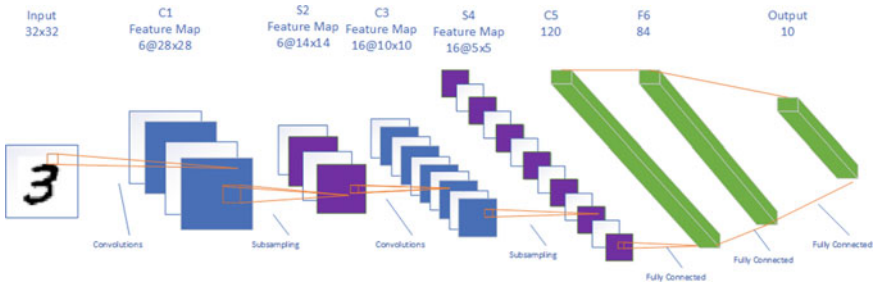 Input
32x32
C1
Feature Map
6@28x28
S2
Feature Map
6@14x14
C3
Feature Map
16@10x10
S4
Feature Map
16@5x5
C5
120
F6
84
Output
10
3
Convolutions
Subsampling
Convolutions
Subsampling
Fully Connected
Fully Connected
Fully Connected